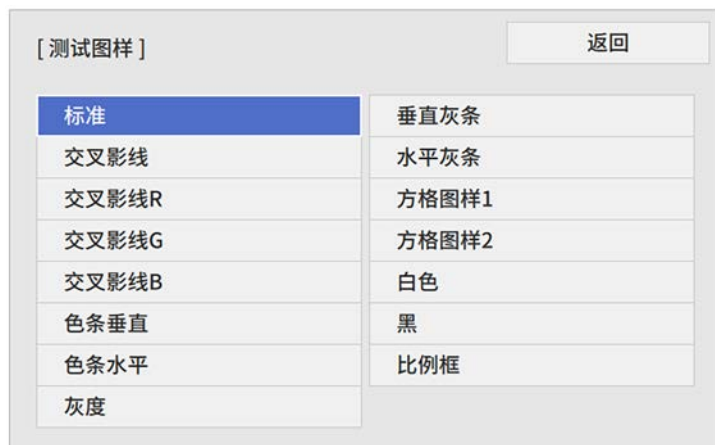 [ 测试图样 ]
返回
标准
交叉影线
交叉影线R
交叉影线G
交叉影线B
色条垂直
色条水平
灰度
垂直灰条
水平灰条
方格图样1
方格图样2
白色
黑
比例框